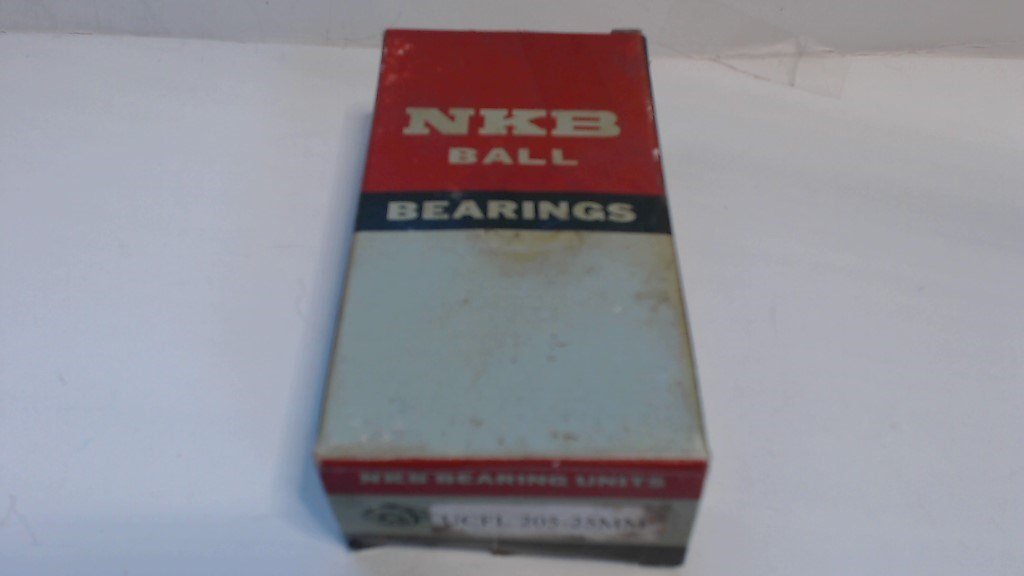 NKB
BALL
BEARINGS
NKB BEARING UNITS
UCFL 205-25MM